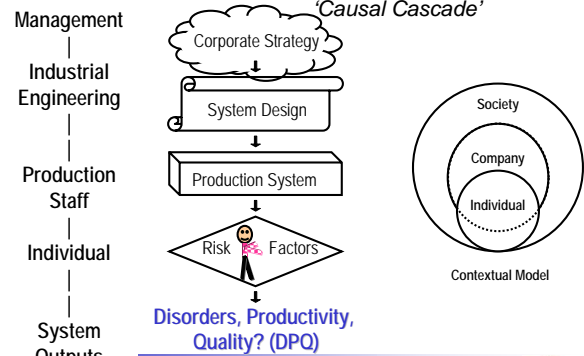 'Causal Cascade'
Management
Corporate Strategy
Industrial
Engineering
System Design
Production
Staff
Production System
Individual
Risk Factors
System
Outputs
Disorders, Productivity,
Quality? (DPQ)
Society
Company
Individual
Contextual Model